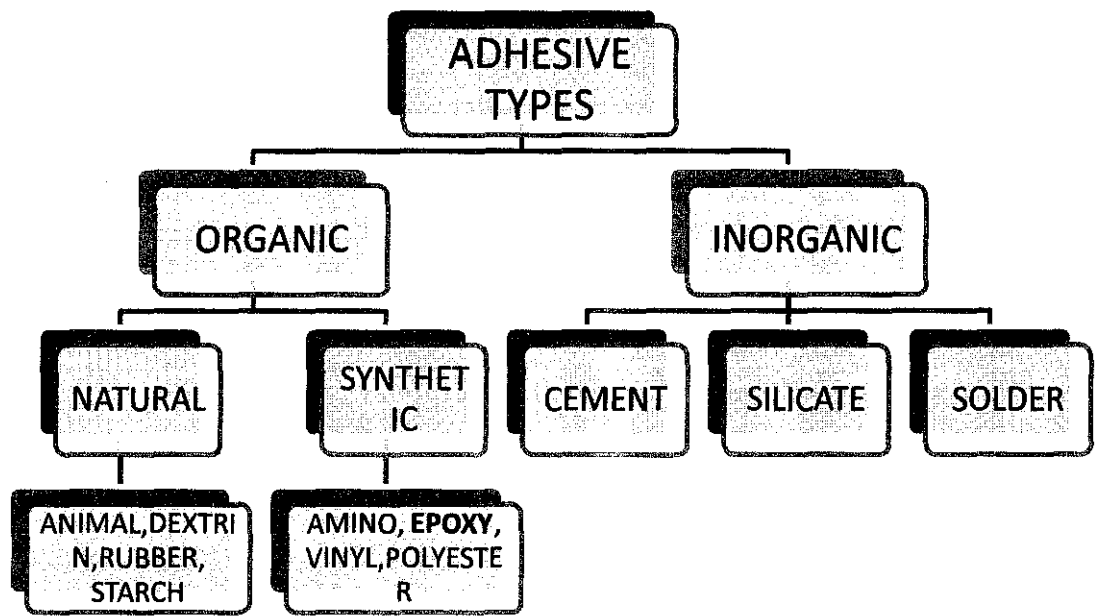 ADHESIVE
TYPES
ORGANIC
INORGANIC
NATURAL
SYNTHET
IC
CEMENT
SILICATE
SOLDER
ANIMAL,DEXTRI
N,RUBBER,
STARCH
AMINO, EPOXY,
VINYL,POLYESTE
R